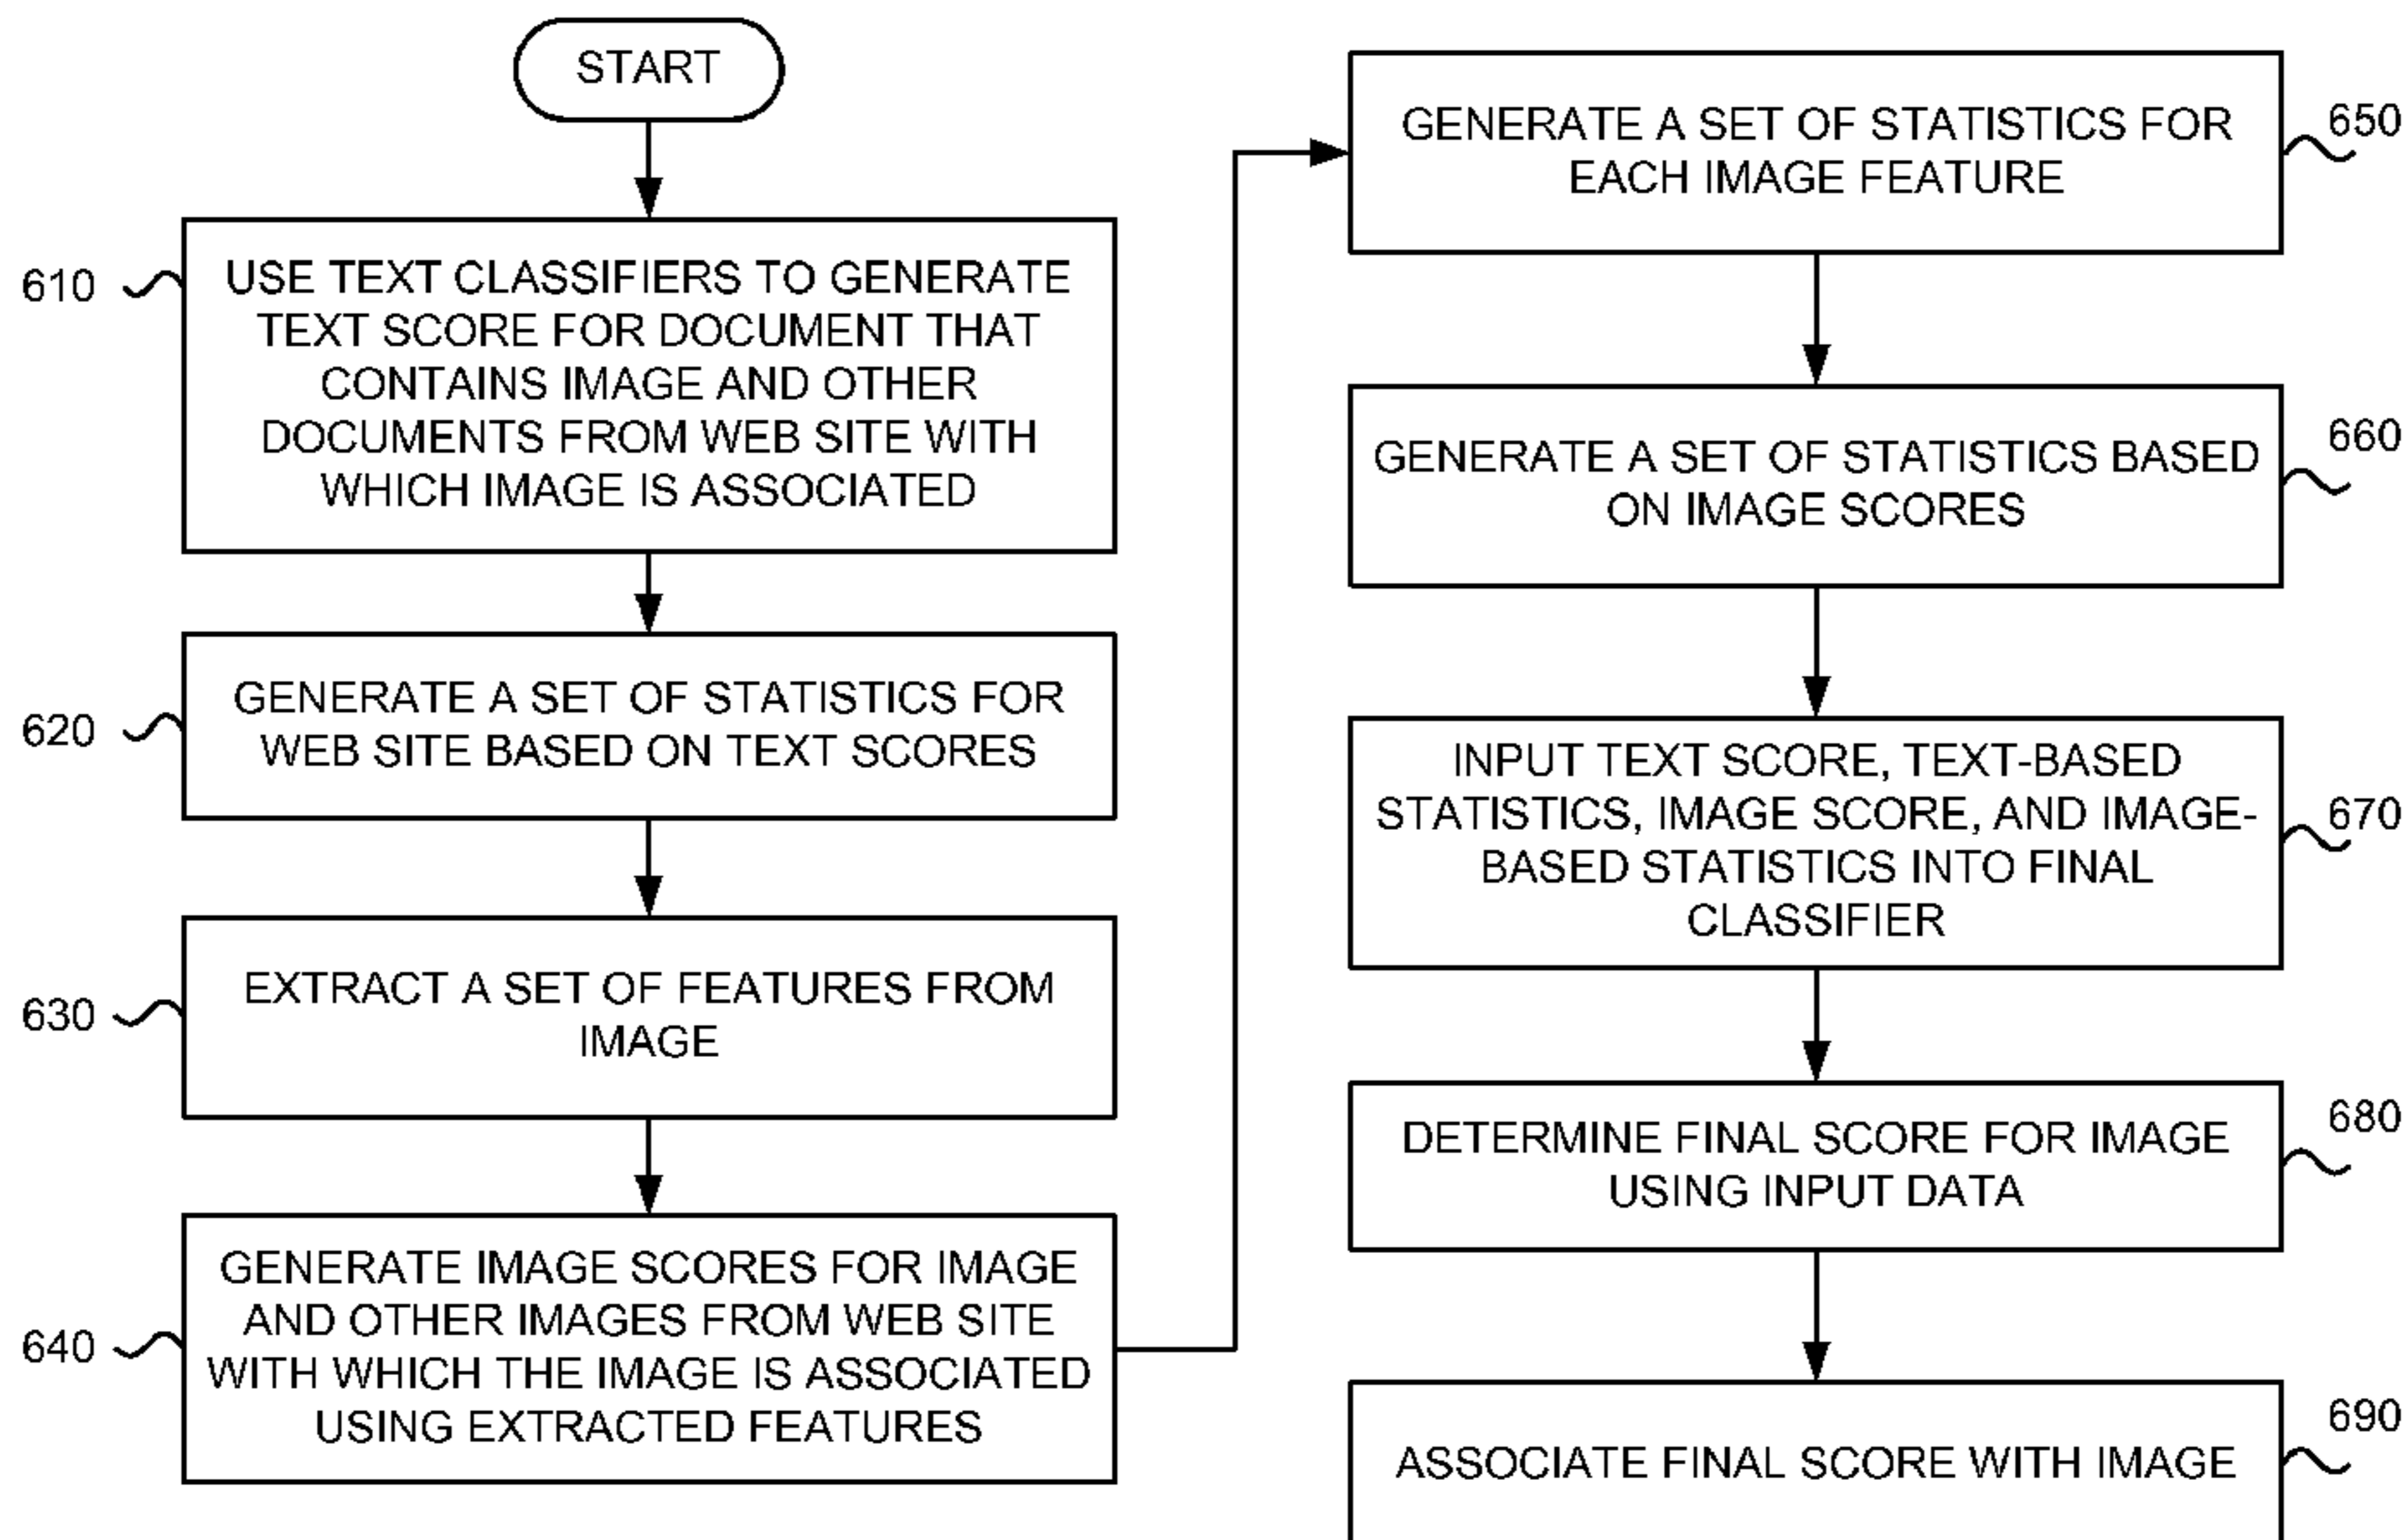 START
610
USE TEXT CLASSIFIERS TO GENERATE
TEXT SCORE FOR DOCUMENT THAT
CONTAINS IMAGE AND OTHER
DOCUMENTS FROM WEB SITE WITH
WHICH IMAGE IS ASSOCIATED
620
GENERATE A SET OF STATISTICS FOR
WEB SITE BASED ON TEXT SCORES
630
EXTRACT A SET OF FEATURES FROM
IMAGE
640
GENERATE IMAGE SCORES FOR IMAGE
AND OTHER IMAGES FROM WEB SITE
WITH WHICH THE IMAGE IS ASSOCIATED
USING EXTRACTED FEATURES
650
GENERATE A SET OF STATISTICS FOR
EACH IMAGE FEATURE
660
GENERATE A SET OF STATISTICS BASED
ON IMAGE SCORES
670
INPUT TEXT SCORE, TEXT-BASED
STATISTICS, IMAGE SCORE, AND IMAGE-
BASED STATISTICS INTO FINAL
CLASSIFIER
680
DETERMINE FINAL SCORE FOR IMAGE
USING INPUT DATA
690
ASSOCIATE FINAL SCORE WITH IMAGE